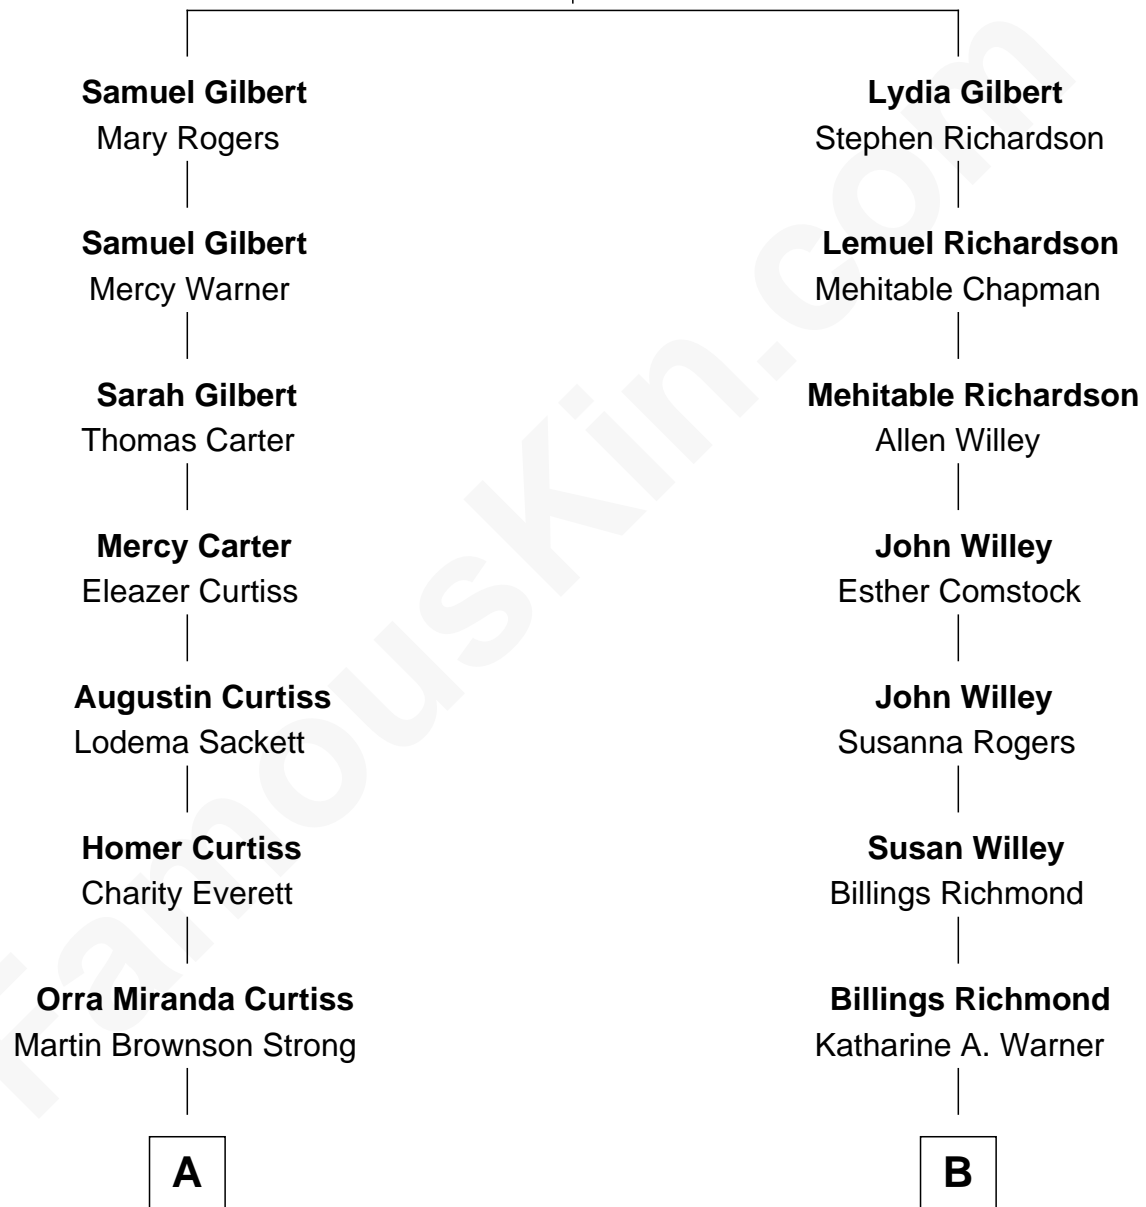 Samuel Gilbert
Mary Rogers
Samuel Gilbert
Mercy Warner
Sarah Gilbert
Thomas Carter
Mercy Carter
Eleazer Curtiss
Augustin Curtiss
Lodema Sackett
Homer Curtiss
Charity Everett
Orra Miranda Curtiss
Martin Brownson Strong
A
Lydia Gilbert
Stephen Richardson
Lemuel Richardson
Mehitable Chapman
Mehitable Richardson
Allen Willey
John Willey
Esther Comstock
John Willey
Susanna Rogers
Susan Willey
Billings Richmond
Billings Richmond
Katharine A. Warner
B
FamousKin.com